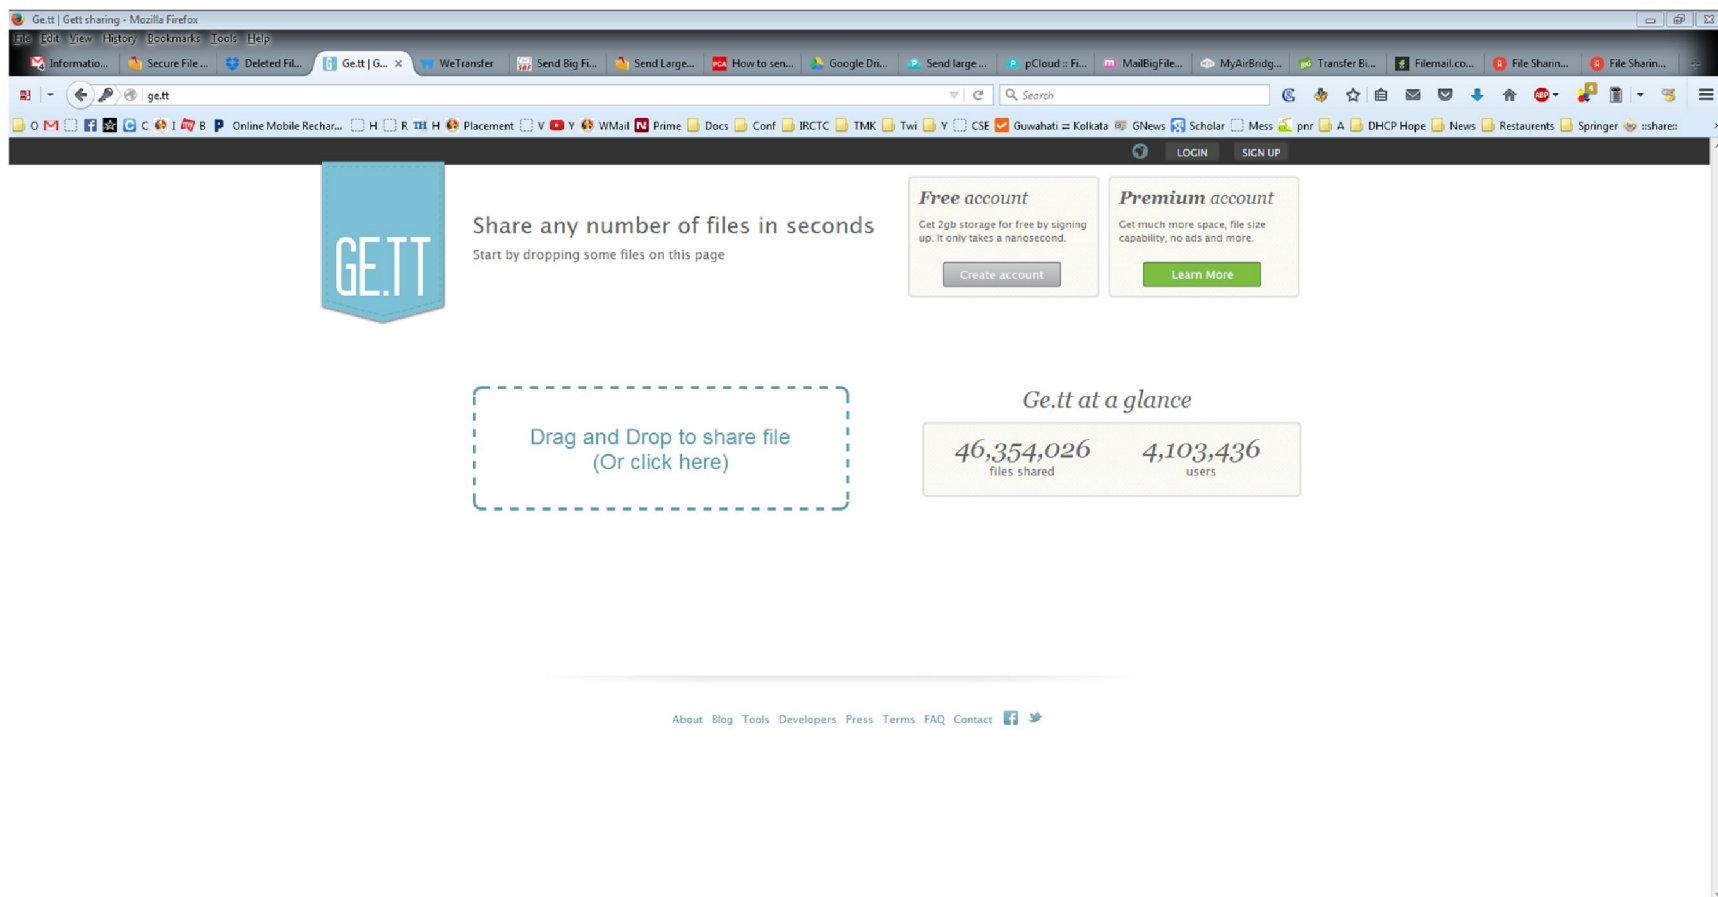 Ge.tt | Gett sharing - Mozilla Firefox
File Edit View History Bookmarks Tools Help
Informatio... Secure File ... Deleted Fil... Ge.tt | G... × WeTransfer Send Big Fi... Send Large... How to sen... Google Dri... Send large ... pCloud :: Fi... MailBigFile... MyAirBridg... Transfer Bi... Filemail.co... File Sharin... File Sharin...
ge.tt Search ABP 4
O H C I B Online Mobile Rechar... H R H Placement V Y WMail Prime Docs Conf IRCTC TMK Twi Y CSE Guwahati ⇌ Kolkata GNews Scholar Mess pnr A DHCP Hope News Restaurents Springer ::share::
LOGIN SIGN UP
GE.TT
Share any number of files in seconds
Start by dropping some files on this page
Free account
Get 2gb storage for free by signing
up. It only takes a nanosecond.
Create account
Premium account
Get much more space, file size
capability, no ads and more.
Learn More
Drag and Drop to share file
(Or click here)
Ge.tt at a glance
46,354,026 4,103,436
files shared users
About Blog Tools Developers Press Terms FAQ Contact